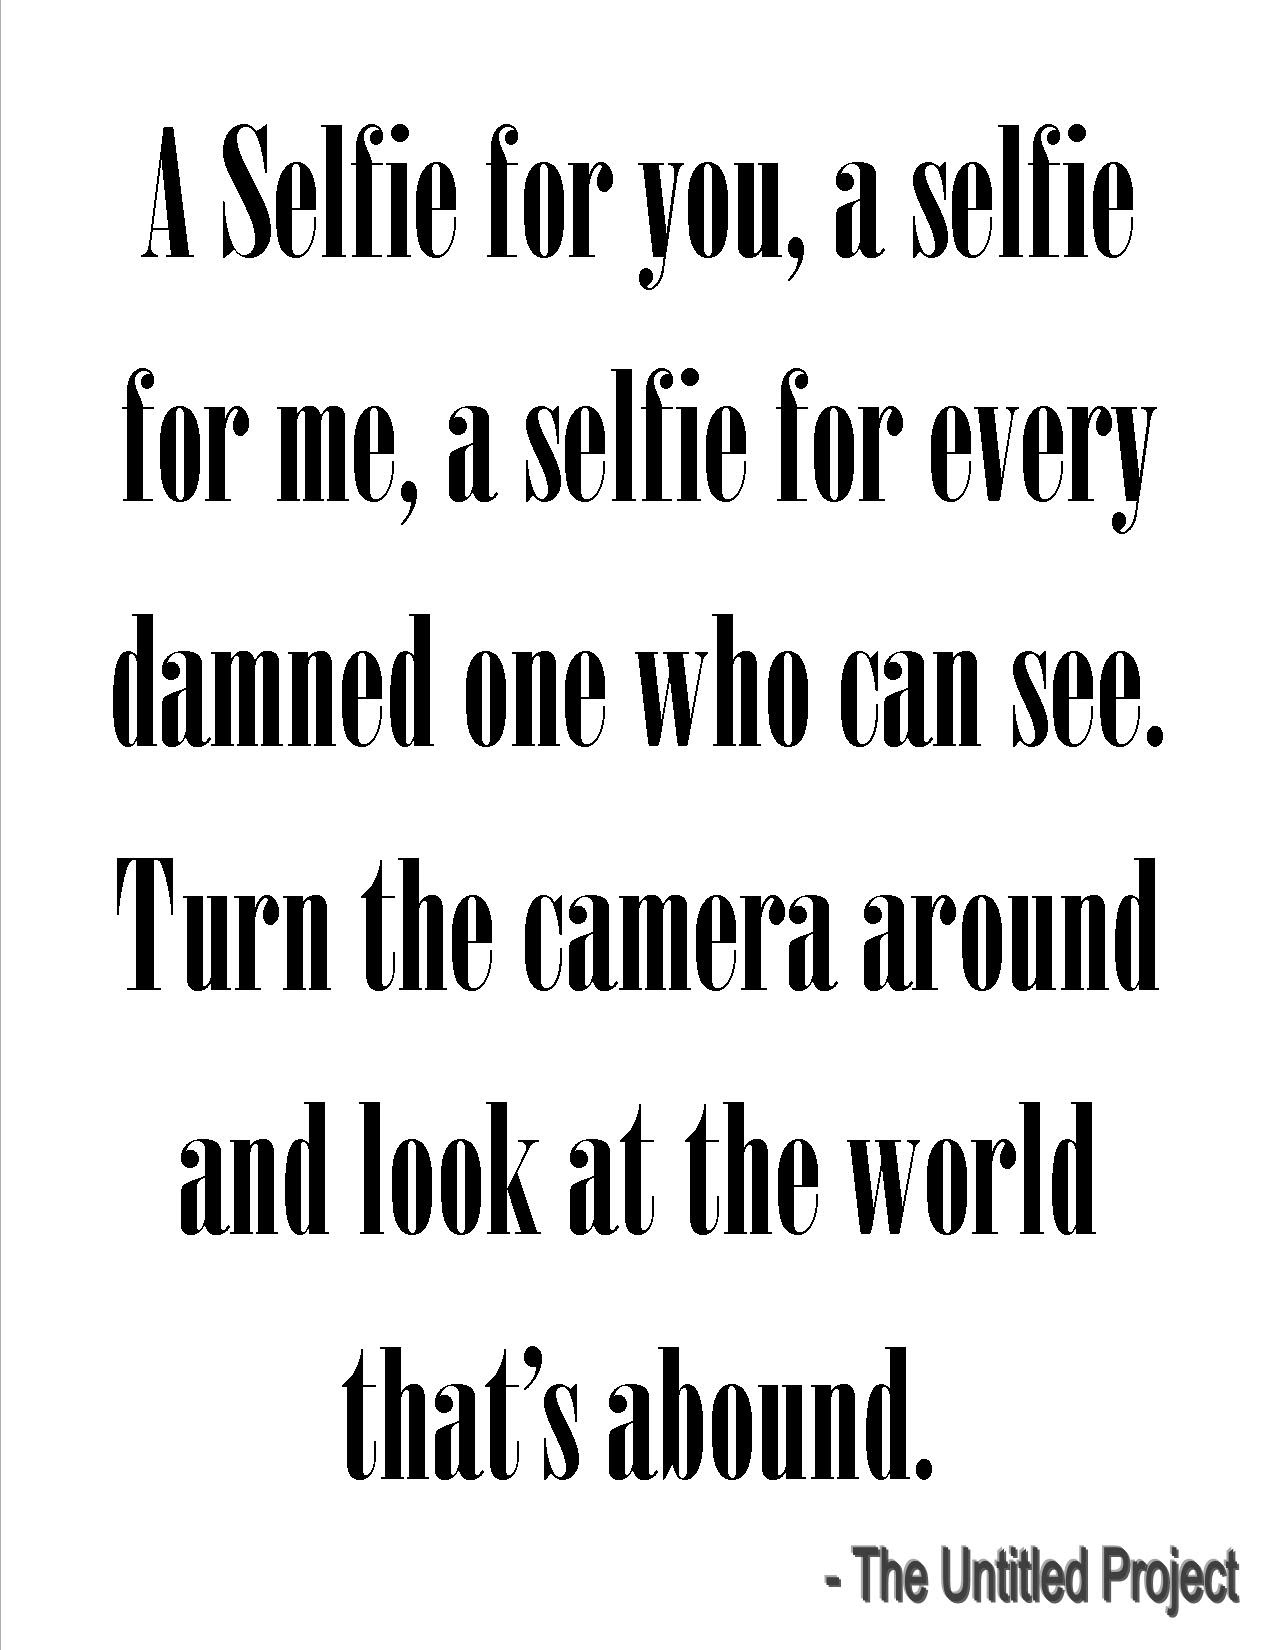 A Selfie for you, a selfie
for me, a selfie for every
damned one who can see.
Turn the camera around
and look at the world
that’s abound.
- The Untitled Project